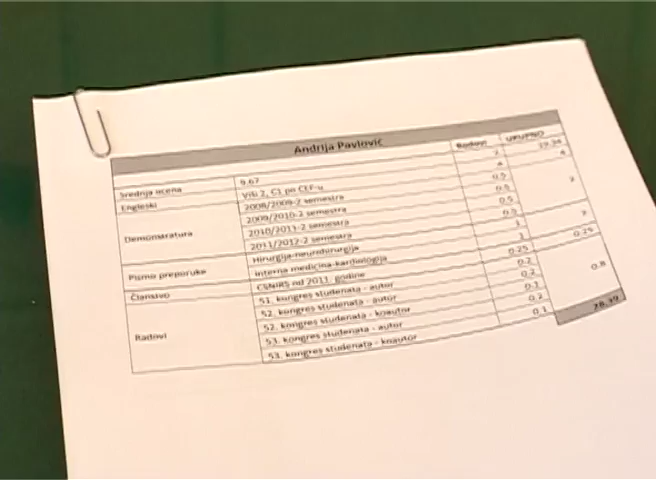 Andrija Pavlović Bodovi UKUPNO
Srednja ocena 9.67 2 19.34
Engleski Viši 2, C1 po CEF-u 4 4
Demonstratura 2008/2009-2 semestra 0.5 2
2009/2010-2 semestra 0.5
2010/2011-2 semestra 0.5
2011/2012-2 semestra 0.5
Pismo preporuke Hirurgija-neurohirurgija 1 2
Interna medicina-kardiologija 1
Članstvo CSNIRS od 2011. godine 0.25 0.25
Radovi 51. kongres studenata - autor 0.2 0.8
52. kongres studenata - autor 0.2
52. kongres studenata - koautor 0.1
53. kongres studenata - autor 0.2
53. kongres studenata - koautor 0.1
28.39